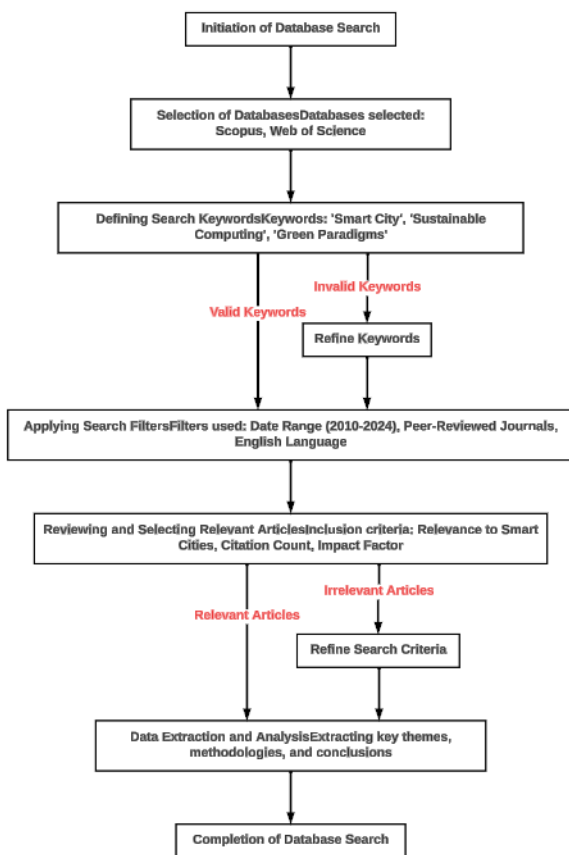 Initiation of Database Search
Selection of DatabasesDatabases selected:
Scopus, Web of Science
Defining Search KeywordsKeywords: 'Smart City', 'Sustainable
Computing', 'Green Paradigms'
Invalid Keywords
Valid Keywords
Refine Keywords
Applying Search FiltersFilters used: Date Range (2010-2024), Peer-Reviewed Journals,
English Language
Reviewing and Selecting Relevant ArticlesInclusion criteria: Relevance to Smart
Cities, Citation Count, Impact Factor
Irrelevant Articles
Relevant Articles
Refine Search Criteria
Data Extraction and AnalysisExtracting key themes,
methodologies, and conclusions
Completion of Database Search